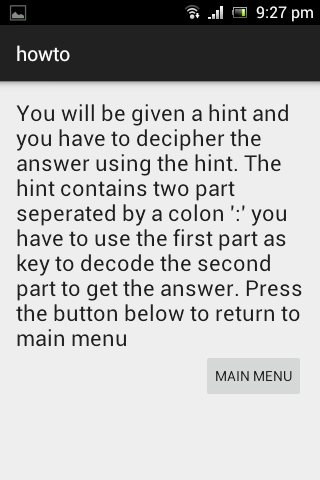 9:27 pm
howto
You will be given a hint and
you have to decipher the
answer using the hint. The
hint contains two part
seperated by a colon ':' you
have to use the first part as
key to decode the second
part to get the answer. Press
the button below to return to
main menu
MAIN MENU